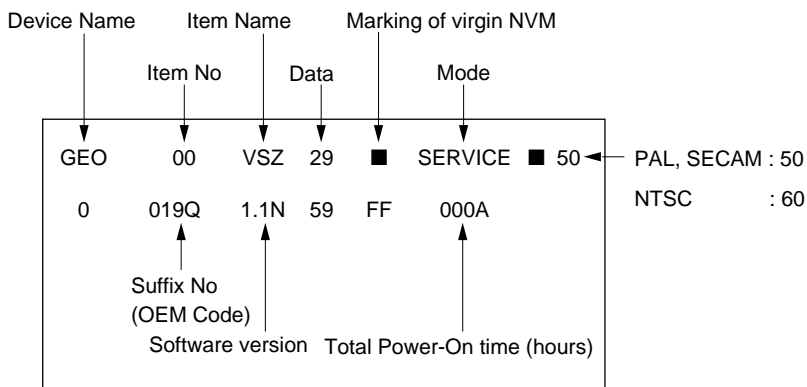 Device Name Item Name Marking of virgin NVM
Item No Data Mode
GEO 00 VSZ 29 ■ SERVICE ■ 50 PAL, SECAM : 50
NTSC : 60
0 019Q 1.1N 59 FF 000A
Suffix No
(OEM Code)
Software version Total Power-On time (hours)